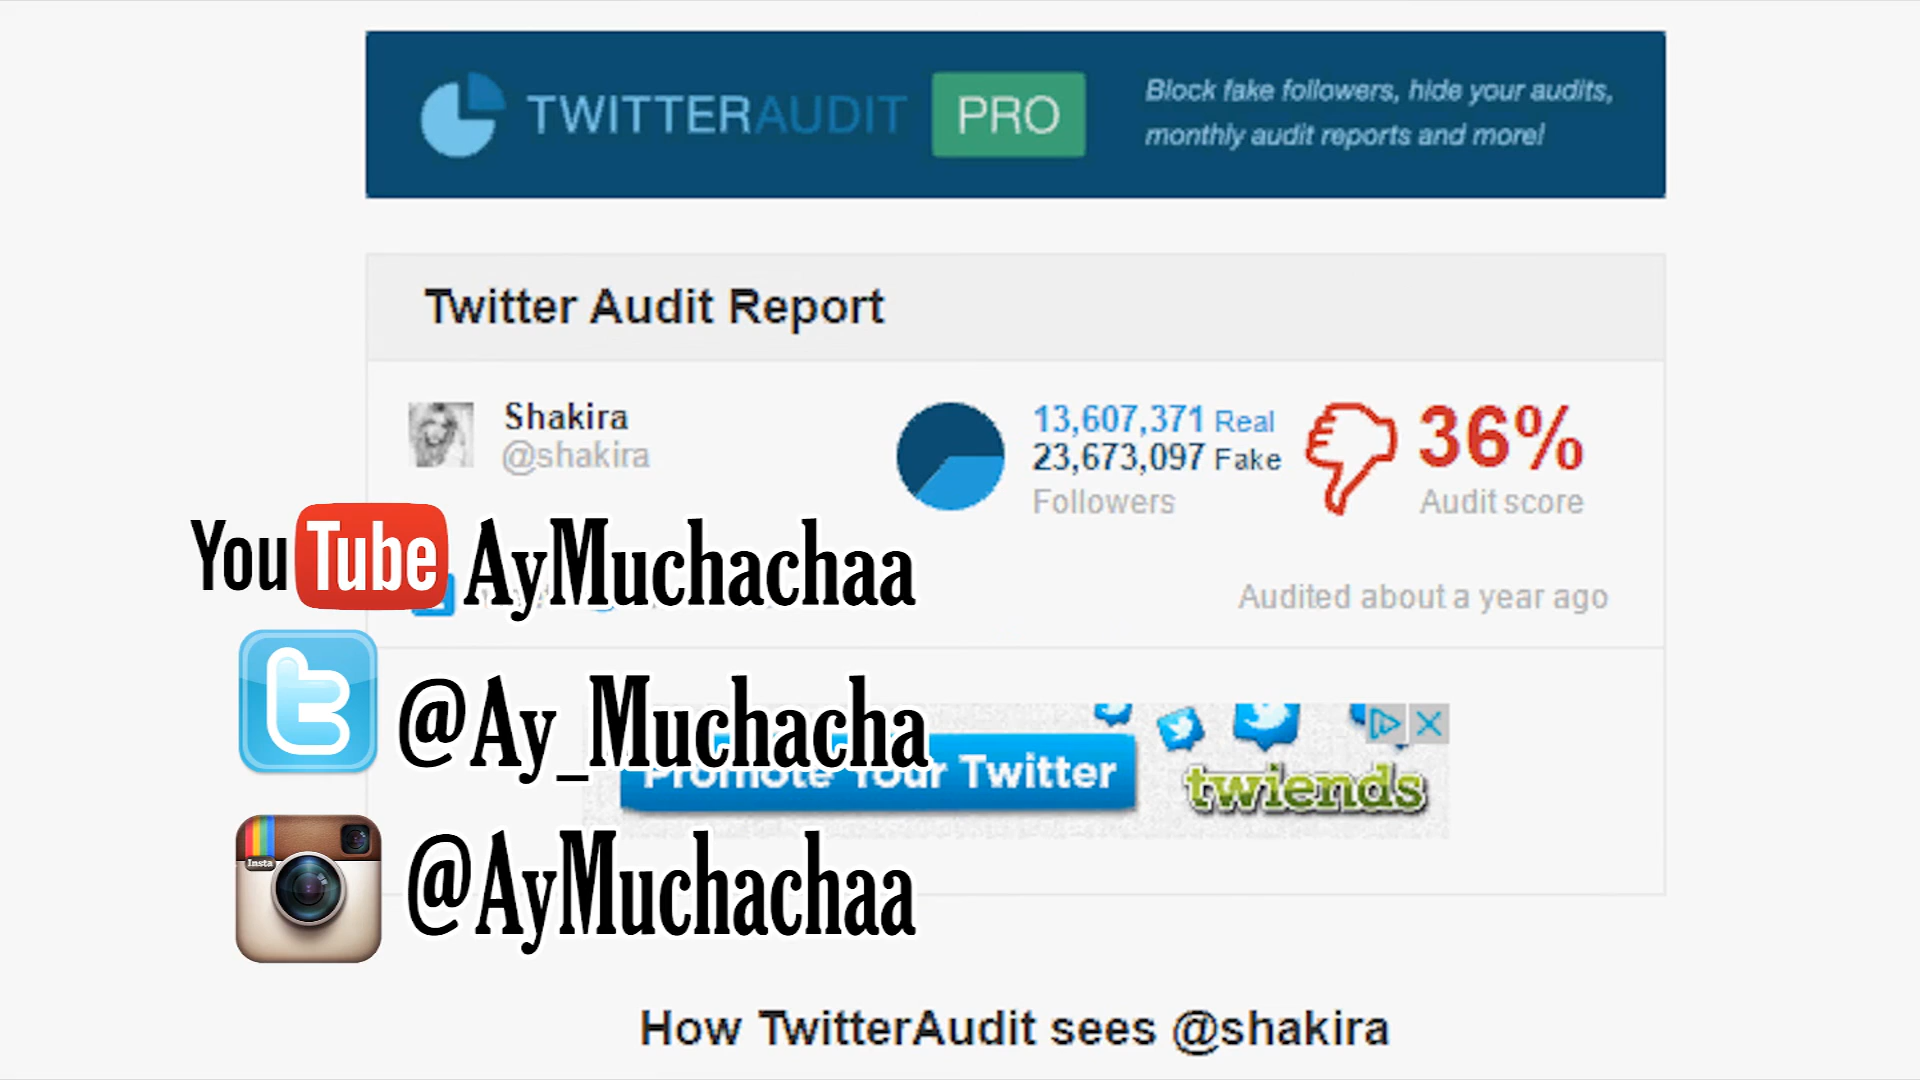 TWITTERAUDIT PRO
Block fake followers, hide your audits,
monthly audit reports and more!
Twitter Audit Report
Shakira
@shakira
13,607,371 Real
23,673,097 Fake
Followers
36%
Audit score
YouTube AyMuchachaa
Audited about a year ago
@Ay_Muchacha
Promote Your Twitter
twiends
Insta
@AyMuchachaa
How TwitterAudit sees @shakira